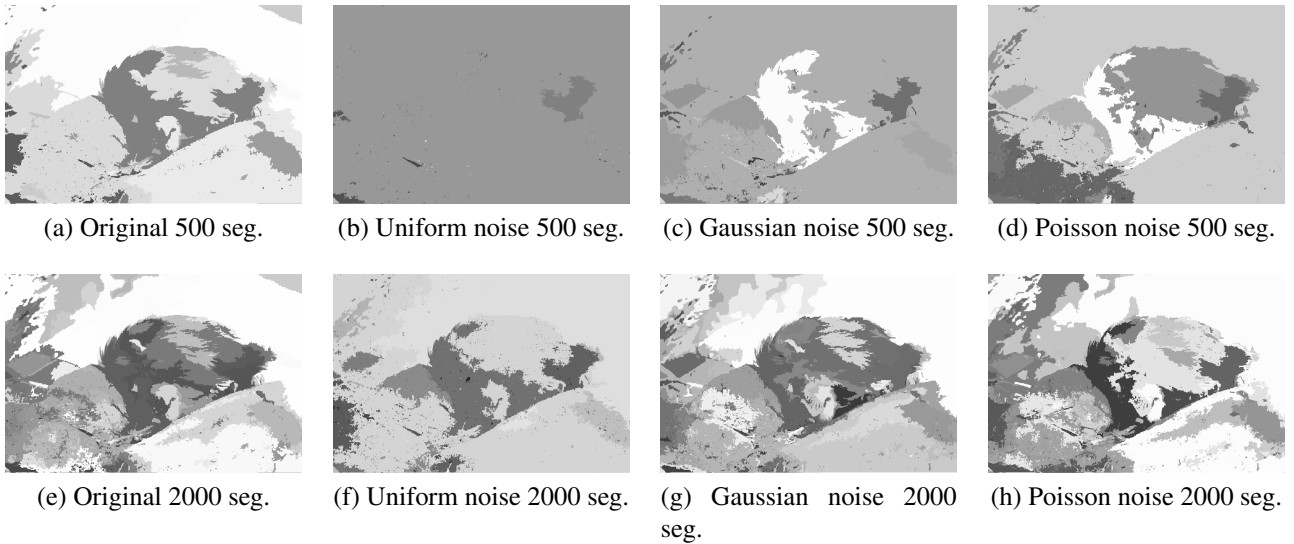 (a) Original 500 seg.
(b) Uniform noise 500 seg.
(c) Gaussian noise 500 seg.
(d) Poisson noise 500 seg.
(e) Original 2000 seg.
(f) Uniform noise 2000 seg.
(g) Gaussian noise 2000
seg.
(h) Poisson noise 2000 seg.